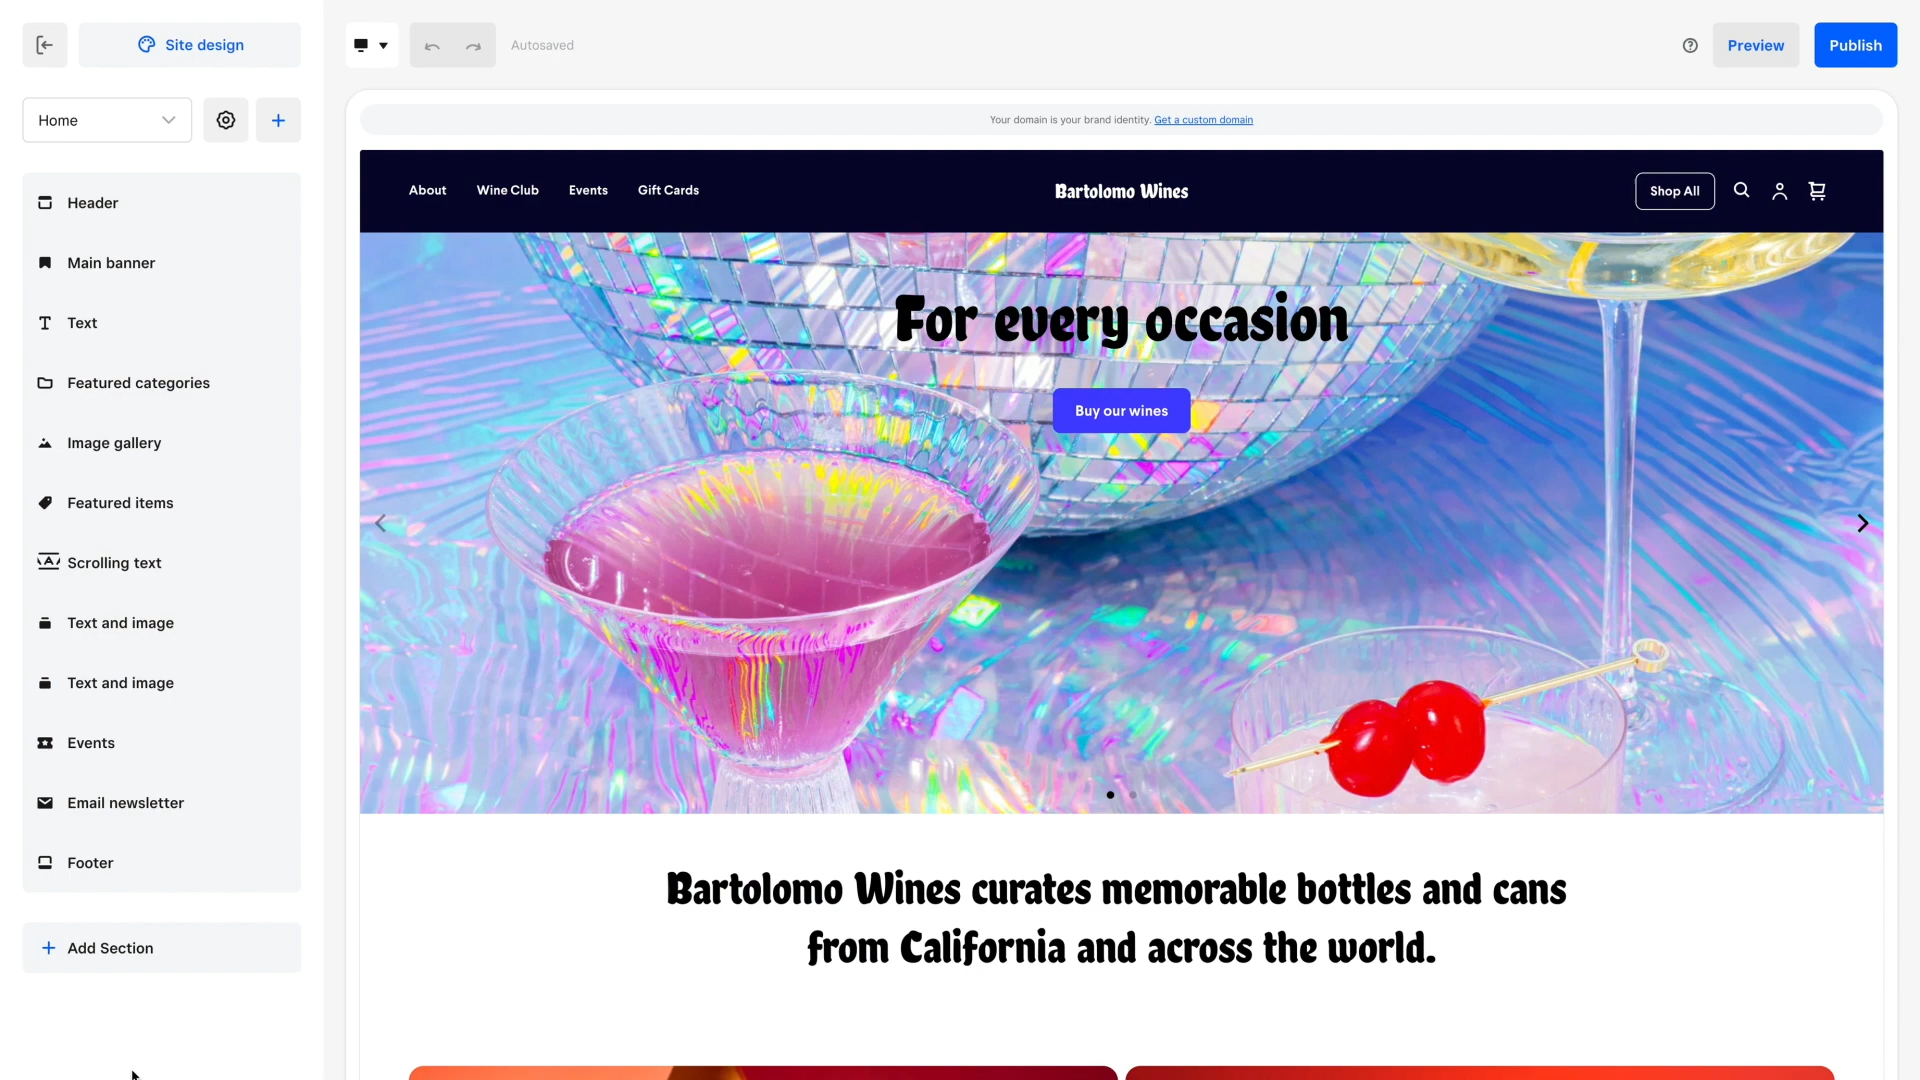 Site design
Autosaved
Preview
Publish
Home
Header
Main banner
Text
Featured categories
Image gallery
Featured items
Scrolling text
Text and image
Text and image
Events
Email newsletter
Footer
Add Section
Your domain is your brand identity. Get a custom domain
About
Wine Club
Events
Gift Cards
Bartolomo Wines
Shop All
For every occasion
Buy our wines
Bartolomo Wines curates memorable bottles and cans
from California and across the world.